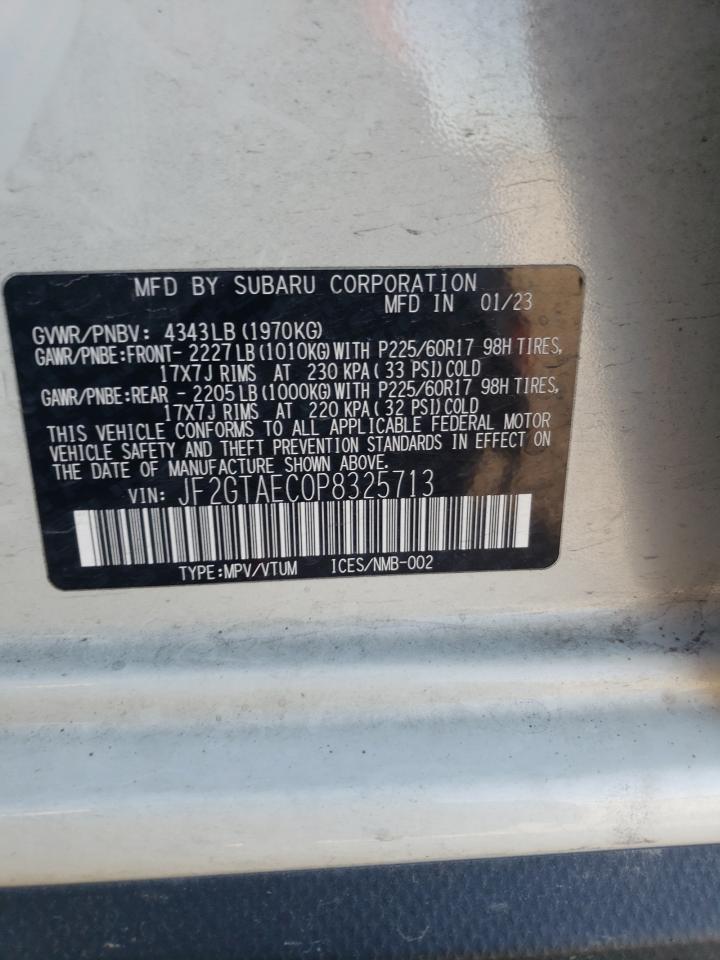 MFD BY SUBARU CORPORATION
MFD IN 01/23
GVWR/PNBV: 4343LB (1970KG)
GAWR/PNBE:FRONT- 2227LB (1010KG) WITH P225/60R17 98H TIRES,
17X7J RIMS AT 230 KPA ( 33 PSI) COLD
GAWR/PNBE:REAR - 2205LB (1000KG) WITH P225/60R17 98H TIRES,
17X7J RIMS AT 220 KPA ( 32 PSI) COLD
THIS VEHICLE CONFORMS TO ALL APPLICABLE FEDERAL MOTOR
VEHICLE SAFETY AND THEFT PREVENTION STANDARDS IN EFFECT ON
THE DATE OF MANUFACTURE SHOWN ABOVE.
VIN: JF2GTAEC0P8325713
TYPE:MPV/VTUM ICES/NMB-002